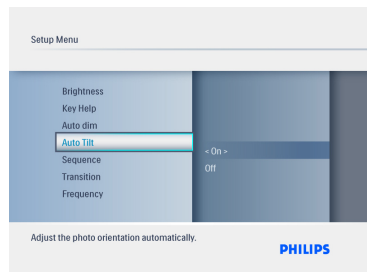 Setup Menu
Brightness
Key Help
Auto dim
Auto Tilt
Sequence
Transition
Frequency
< On >
Off
Adjust the photo orientation automatically.
PHILIPS